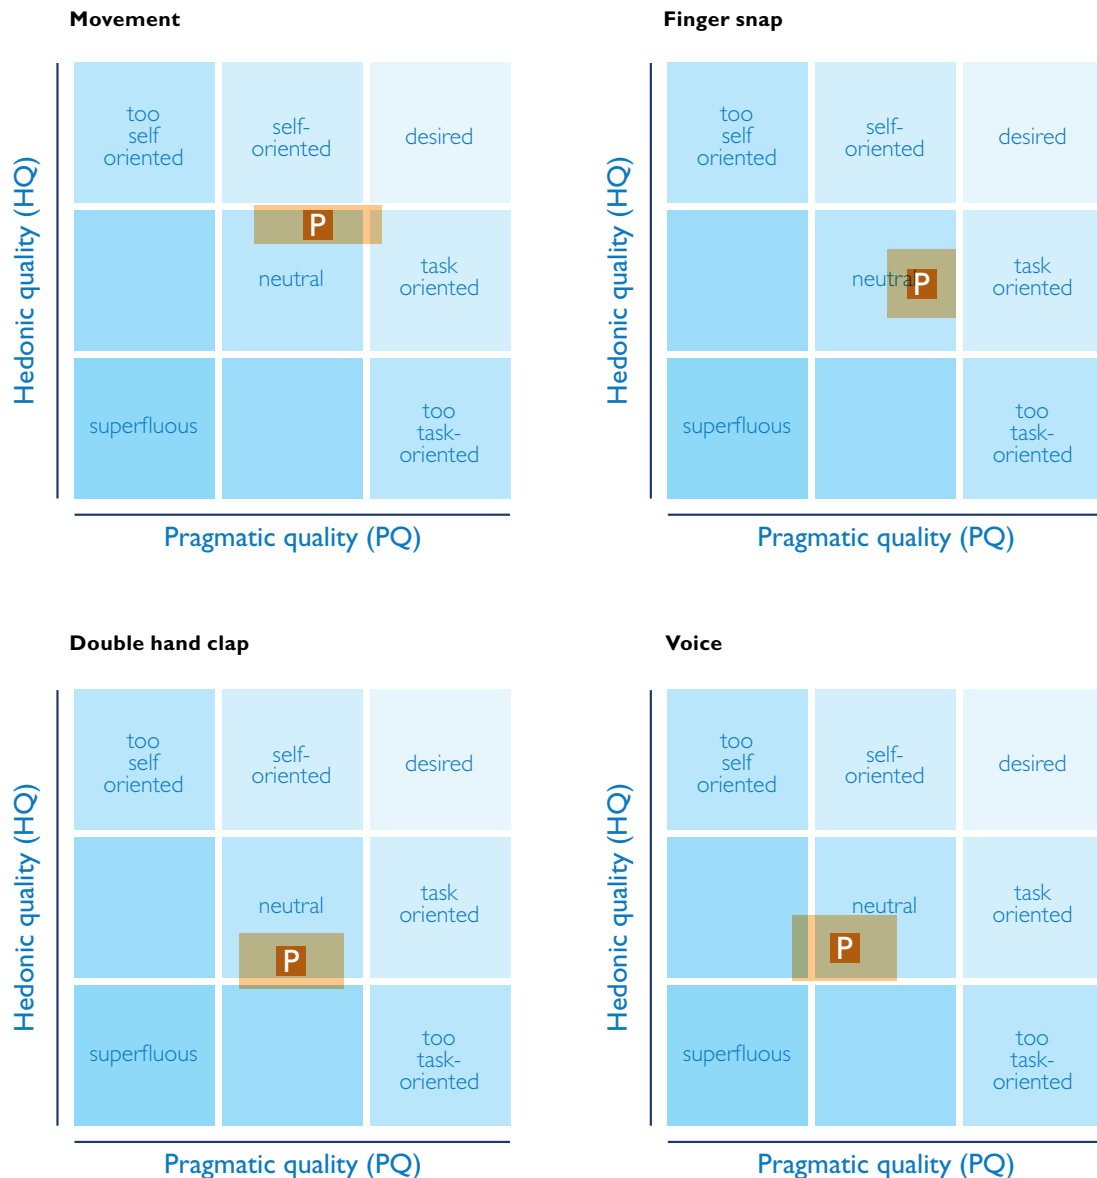 Movement
Hedonic quality (HQ)
too
self
oriented
self-
oriented
desired
P
neutral
task
oriented
superfluous
too
task-
oriented
Pragmatic quality (PQ)
Finger snap
Hedonic quality (HQ)
too
self
oriented
self-
oriented
desired
neutral
P
task
oriented
superfluous
too
task-
oriented
Pragmatic quality (PQ)
Double hand clap
Hedonic quality (HQ)
too
self
oriented
self-
oriented
desired
neutral
P
task
oriented
superfluous
too
task-
oriented
Pragmatic quality (PQ)
Voice
Hedonic quality (HQ)
too
self
oriented
self-
oriented
desired
neutral
P
task
oriented
superfluous
too
task-
oriented
Pragmatic quality (PQ)